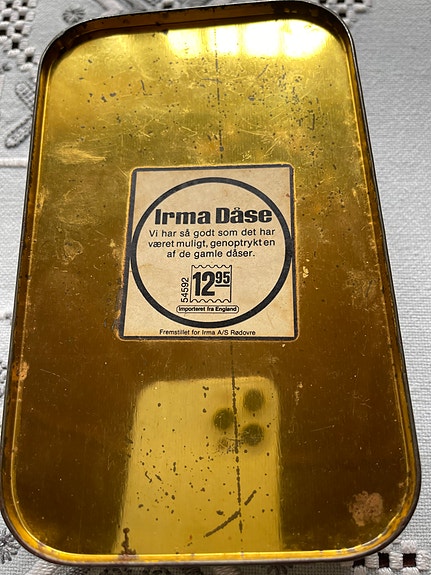 Irma Dåse
Vi har så godt som det har
været muligt, genoptrykt en
af de gamle dåser.
54592
12 95
Importeret fra England
Fremstillet for Irma A/S Rødovre